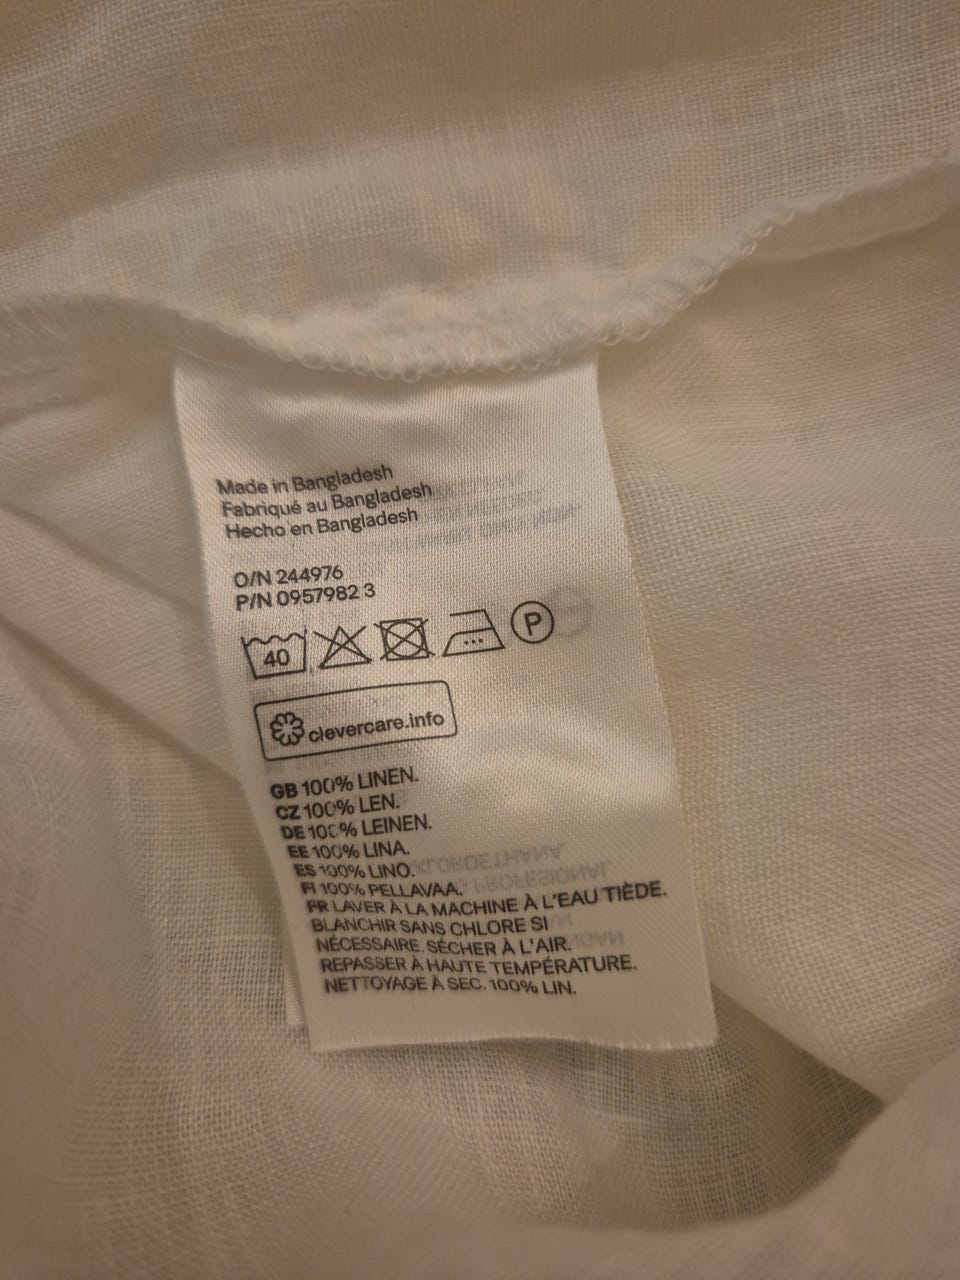 Made in Bangladesh
Fabriqué au Bangladesh
Hecho en Bangladesh
O/N 244976
P/N 0957982 3
40 P
clevercare.info
GB 100% LINEN.
CZ 100% LEN.
DE 100% LEINEN.
EE 100% LINA.
ES 100% LINO.
FI 100% PELLAVAA.
FR LAVER À LA MACHINE À L'EAU TIÈDE.
BLANCHIR SANS CHLORE SI
NÉCESSAIRE. SÉCHER À L'AIR.
REPASSER À HAUTE TEMPÉRATURE.
NETTOYAGE À SEC. 100% LIN.